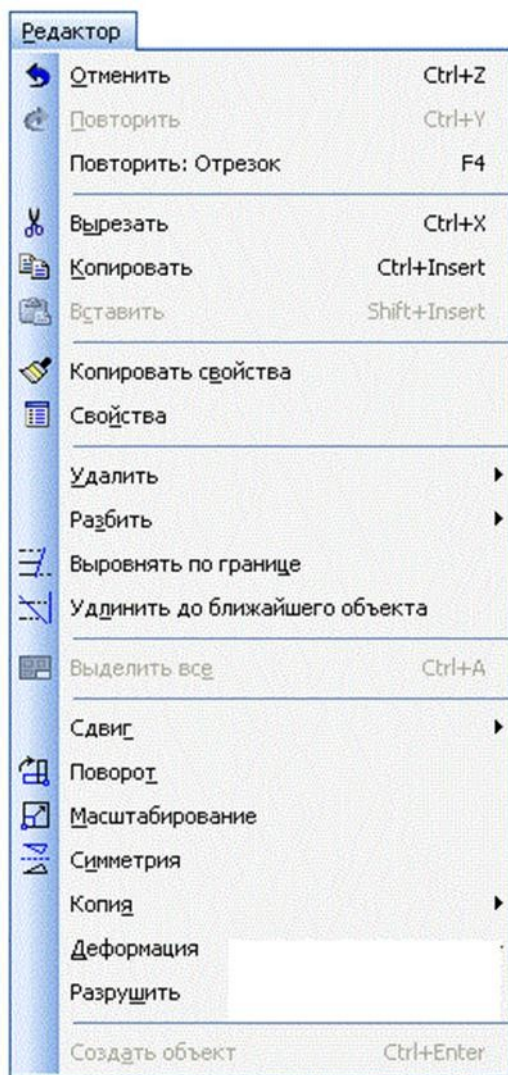 Редактор
Отменить Ctrl+Z
Повторить Ctrl+Y
Повторить: Отрезок F4
Вырезать Ctrl+X
Копировать Ctrl+Insert
Вставить Shift+Insert
Копировать свойства
Свойства
Удалить
Разбить
Выровнять по границе
Удлинить до ближайшего объекта
Выделить все Ctrl+A
Сдвиг
Поворот
Масштабирование
Симметрия
Копия
Деформация
Разрушить
Создать объект Ctrl+Enter